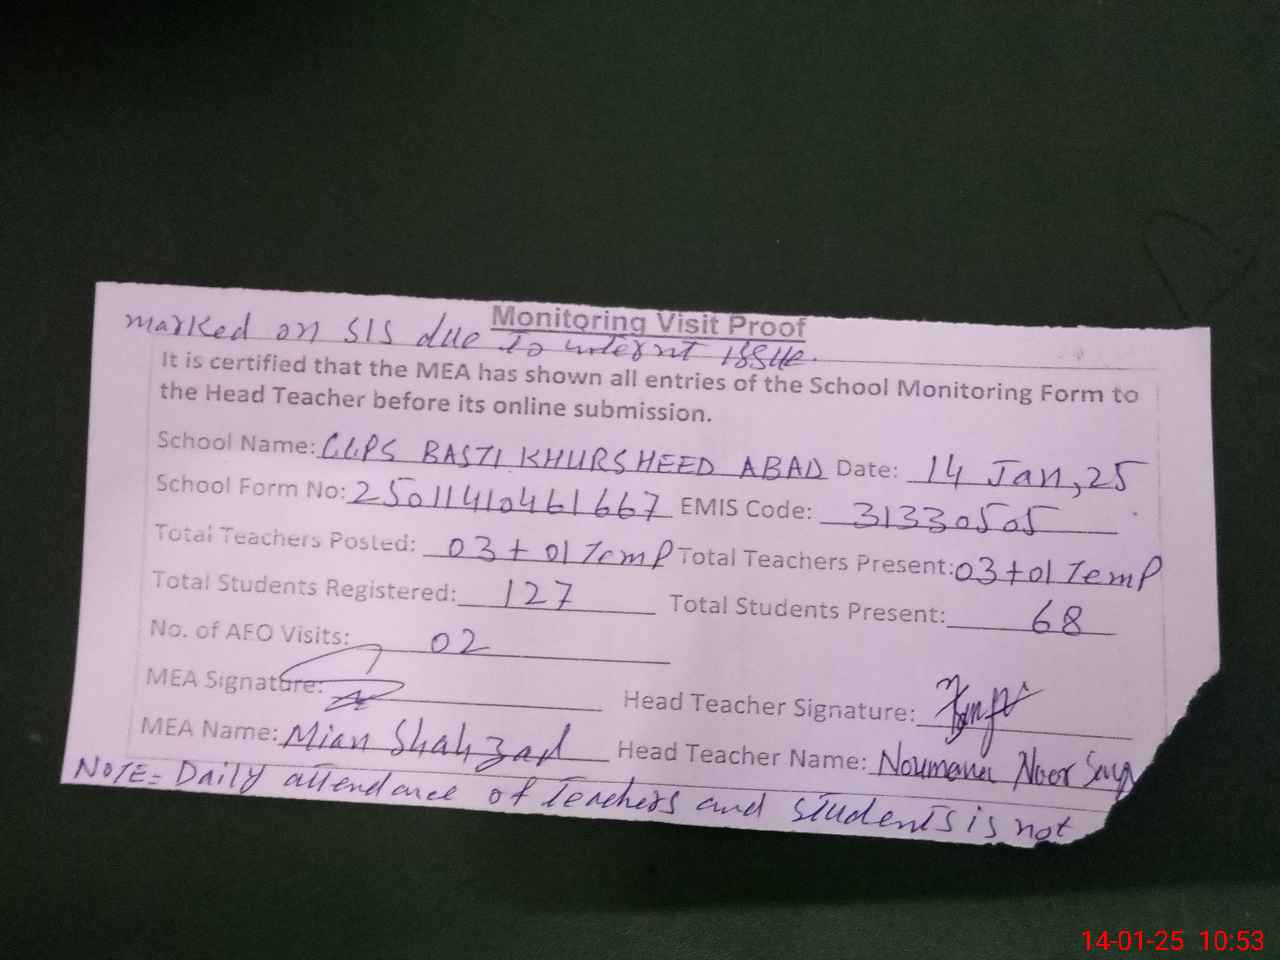 Monitoring Visit Proof
marked on SIS due to internt issue.
It is certified that the MEA has shown all entries of the School Monitoring Form to
the Head Teacher before its online submission.
School Name: GGPS BASTI KHURSHEED ABAD Date: 14 Jan, 25
School Form No: 25011410461667 EMIS Code: 31330505
Total Teachers Posted: 03+01 Temp Total Teachers Present: 03+01 Temp
Total Students Registered: 127 Total Students Present: 68
No. of AEO Visits: 02
MEA Signature: Head Teacher Signature:
MEA Name: Mian Shahzad Head Teacher Name: Noor
NOTE= Daily attendance of Teachers and students is not
14-01-25 10:53